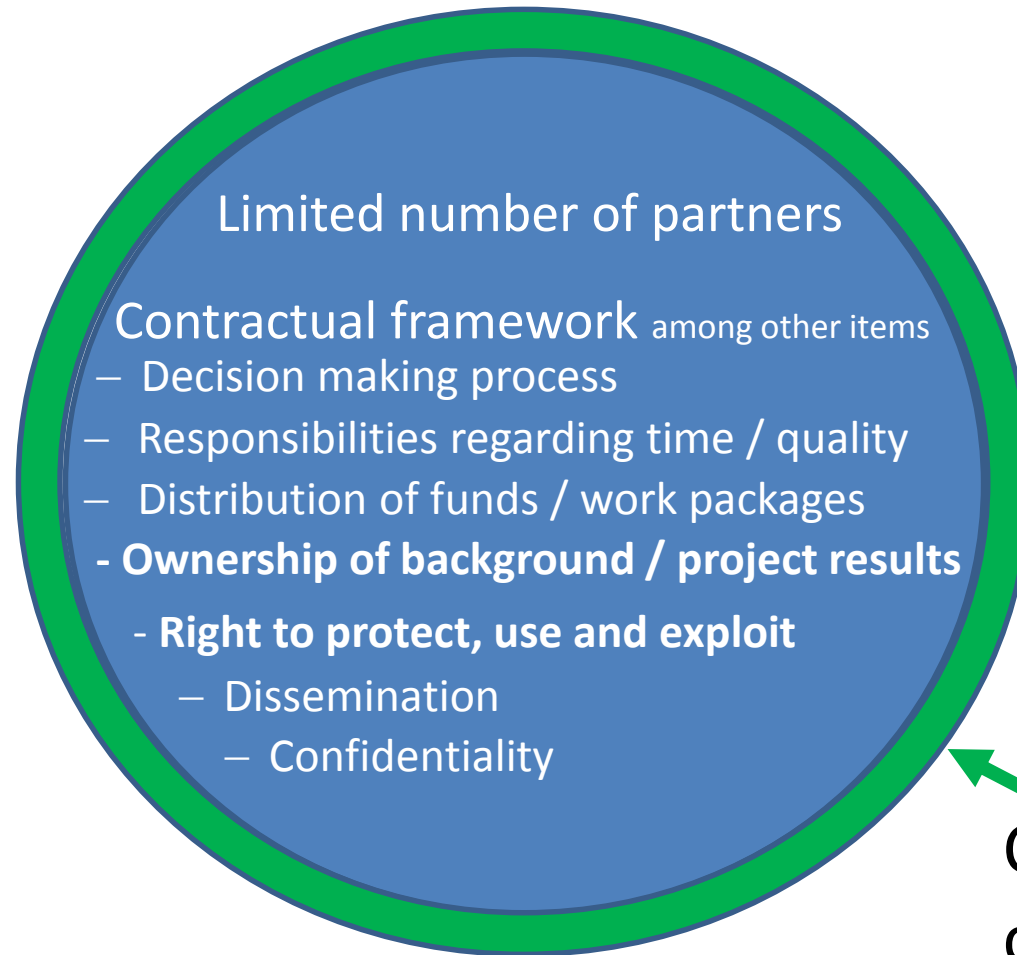 Limited number of partners
Contractual framework among other items
– Decision making process
– Responsibilities regarding time / quality
– Distribution of funds / work packages
- Ownership of background / project results
- Right to protect, use and exploit
– Dissemination
– Confidentiality